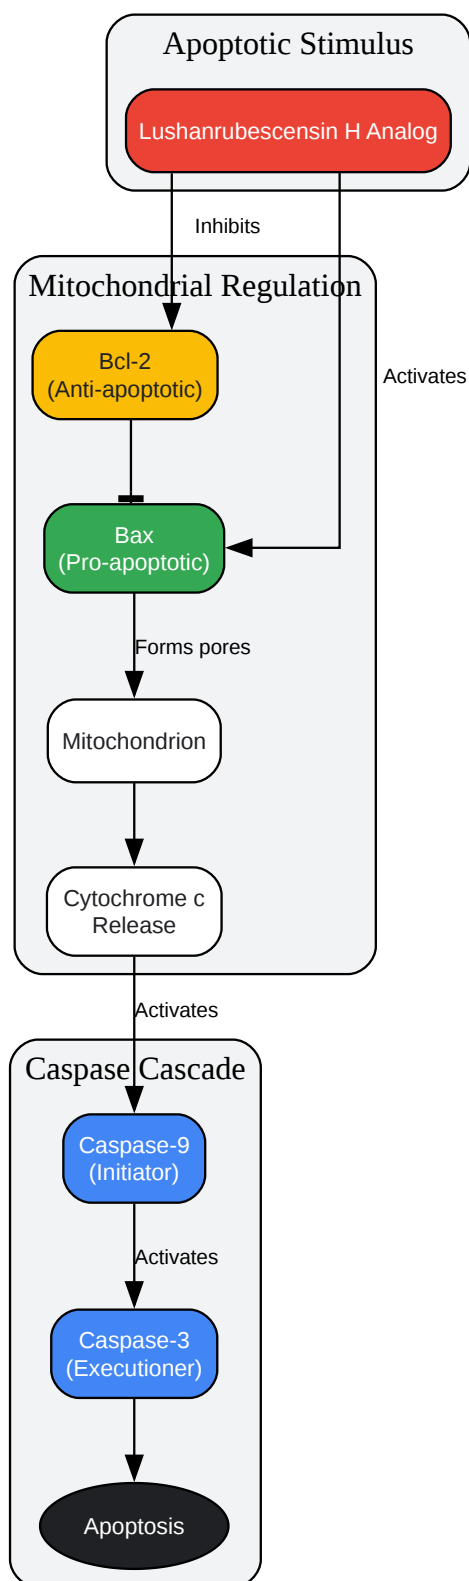 Apoptotic Stimulus
Lushanrubescensin H Analog
Inhibits
Mitochondrial Regulation
Bcl-2
(Anti-apoptotic)
Activates
Bax
(Pro-apoptotic)
Forms pores
Mitochondrion
Cytochrome c
Release
Activates
Caspase Cascade
Caspase-9
(Initiator)
Activates
Caspase-3
(Executioner)
Apoptosis